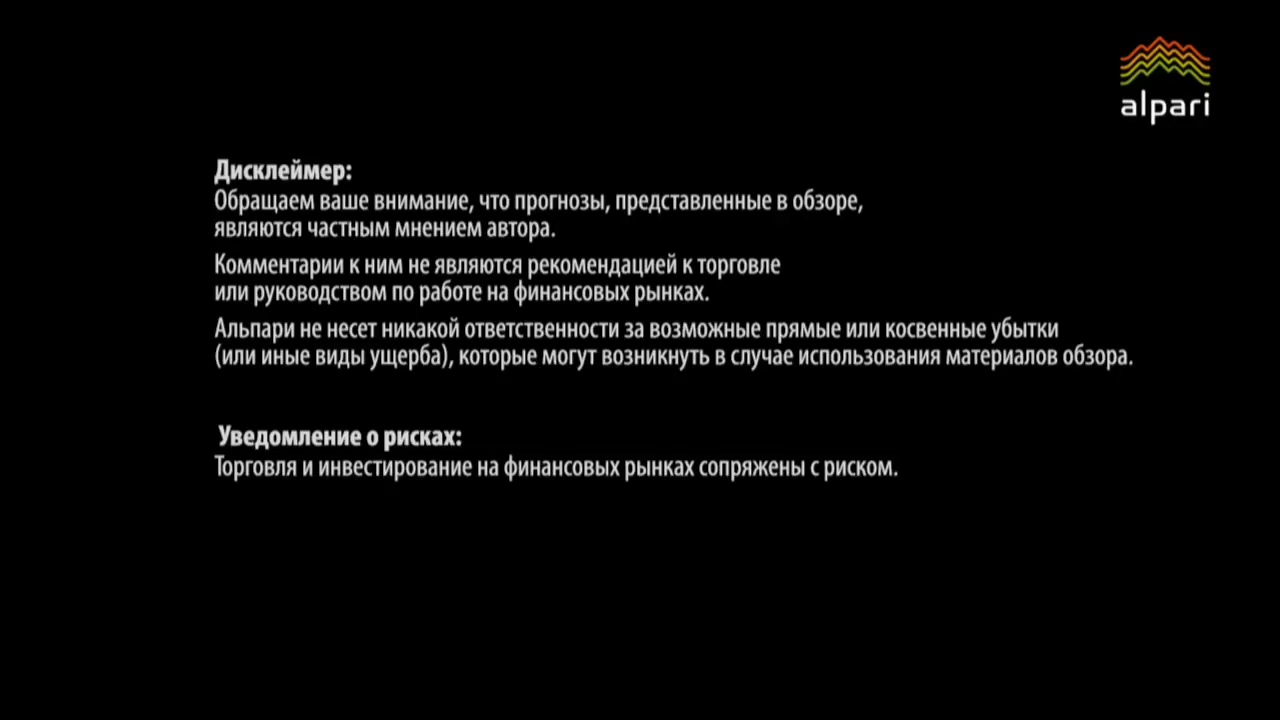 alpari
Дисклеймер:
Обращаем ваше внимание, что прогнозы, представленные в обзоре,
являются частным мнением автора.
Комментарии к ним не являются рекомендацией к торговле
или руководством по работе на финансовых рынках.
Альпари не несет никакой ответственности за возможные прямые или косвенные убытки
(или иные виды ущерба), которые могут возникнуть в случае использования материалов обзора.
Уведомление о рисках:
Торговля и инвестирование на финансовых рынках сопряжены с риском.